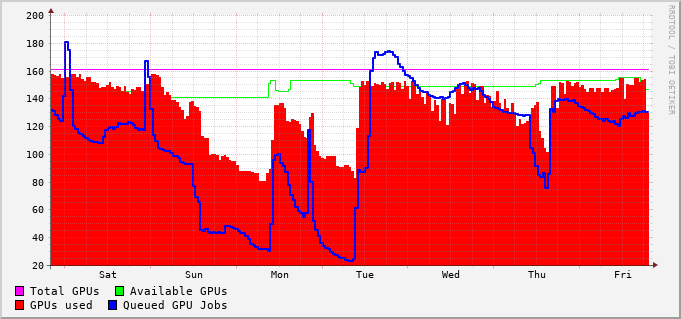 200
180
160
140
120
100
80
60
40
20
Sat Sun Mon Tue Wed Thu Fri
Total GPUs Available GPUs
GPUs used Queued GPU Jobs
RRDTOOL / TOBI OETIKER